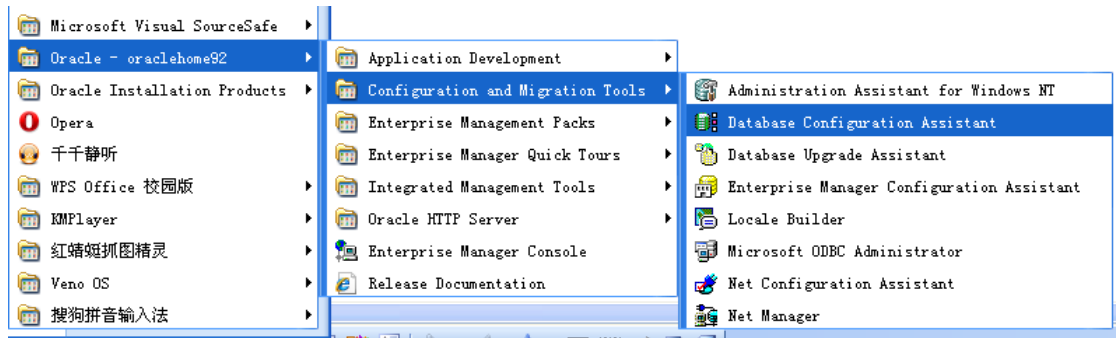 Microsoft Visual SourceSafe
Oracle - oraclehome92
Oracle Installation Products
Opera
千千静听
WPS Office 校园版
KMPlayer
红蜻蜓抓图精灵
Veno OS
搜狗拼音输入法
Application Development
Configuration and Migration Tools
Enterprise Management Packs
Enterprise Manager Quick Tours
Integrated Management Tools
Oracle HTTP Server
Enterprise Manager Console
Release Documentation
Administration Assistant for Windows NT
Database Configuration Assistant
Database Upgrade Assistant
Enterprise Manager Configuration Assistant
Locale Builder
Microsoft ODBC Administrator
Net Configuration Assistant
Net Manager